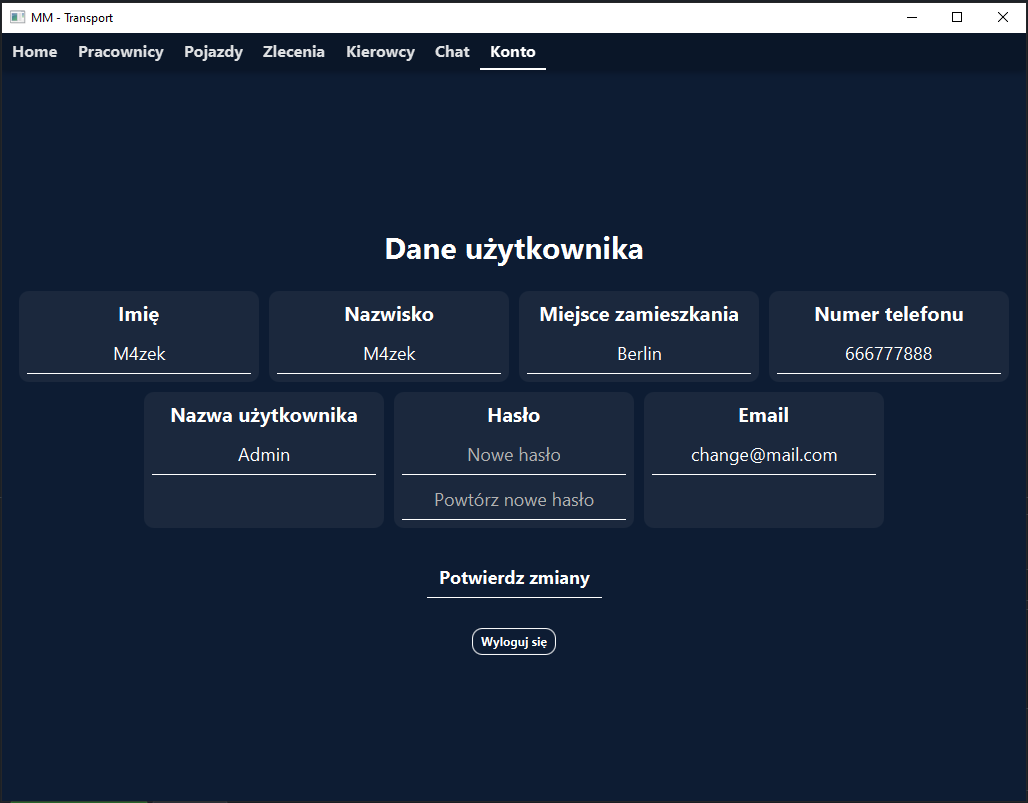 MM - Transport
Home Pracownicy Pojazdy Zlecenia Kierowcy Chat Konto
Dane użytkownika
Imię Nazwisko Miejsce zamieszkania Numer telefonu
M4zek M4zek Berlin 666777888
Nazwa użytkownika Hasło Email
Admin Nowe hasło change@mail.com
Powtórz nowe hasło
Potwierdz zmiany
Wyloguj się